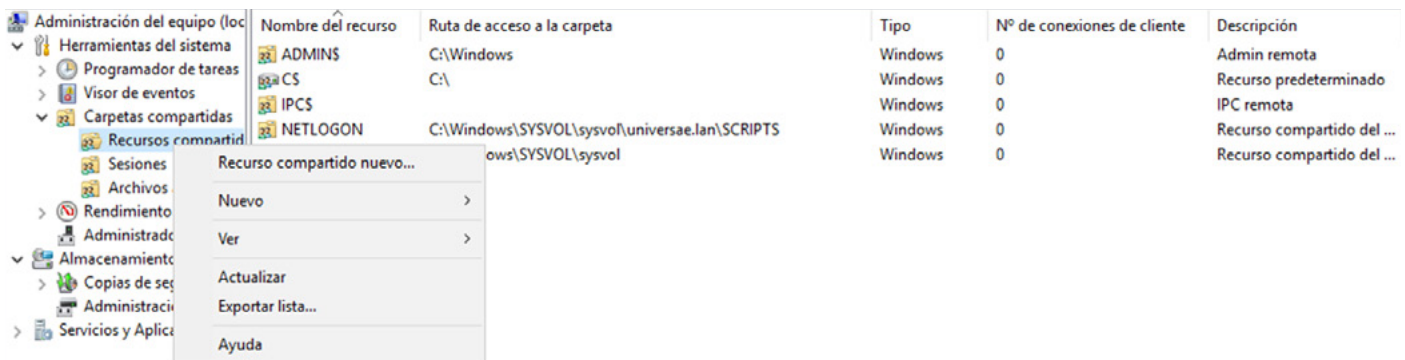 Administración del equipo (loc
Herramientas del sistema
Programador de tareas
Visor de eventos
Carpetas compartidas
Recursos compartid
Sesiones
Archivos
Rendimiento
Administrado
Almacenamiento
Copias de seg
Administraci
Servicios y Aplica
Nombre del recurso Ruta de acceso a la carpeta Tipo Nº de conexiones de cliente Descripción
ADMIN$ C:\Windows Windows 0 Admin remota
C$ C:\ Windows 0 Recurso predeterminado
IPC$ Windows 0 IPC remota
NETLOGON C:\Windows\SYSVOL\sysvol\universae.lan\SCRIPTS Windows 0 Recurso compartido del ...
ows\SYSVOL\sysvol Windows 0 Recurso compartido del ...
Recurso compartido nuevo...
Nuevo
Ver
Actualizar
Exportar lista...
Ayuda